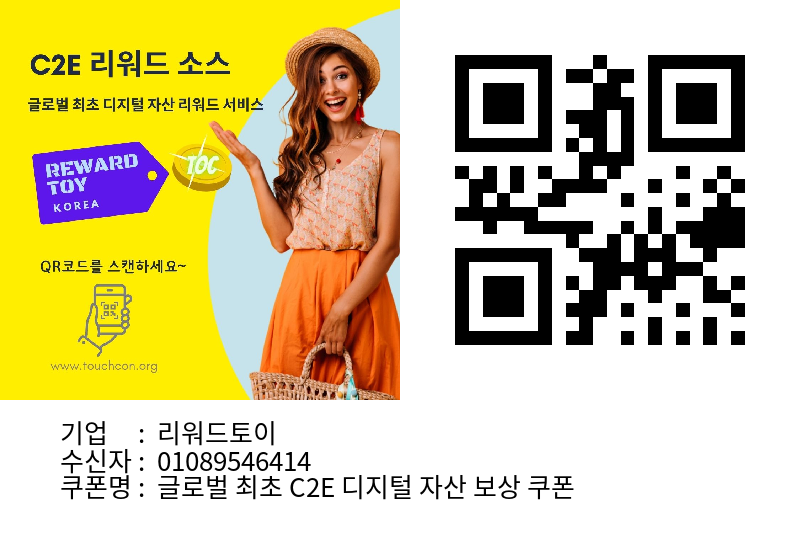 C2E 리워드 소스
글로벌 최초 디지털 자산 리워드 서비스
REWARD
TOY
KOREA
TOC
QR코드를 스캔하세요~
www.touchcon.org
기업 : 리워드토이
수신자 : 01089546414
쿠폰명 : 글로벌 최초 C2E 디지털 자산 보상 쿠폰